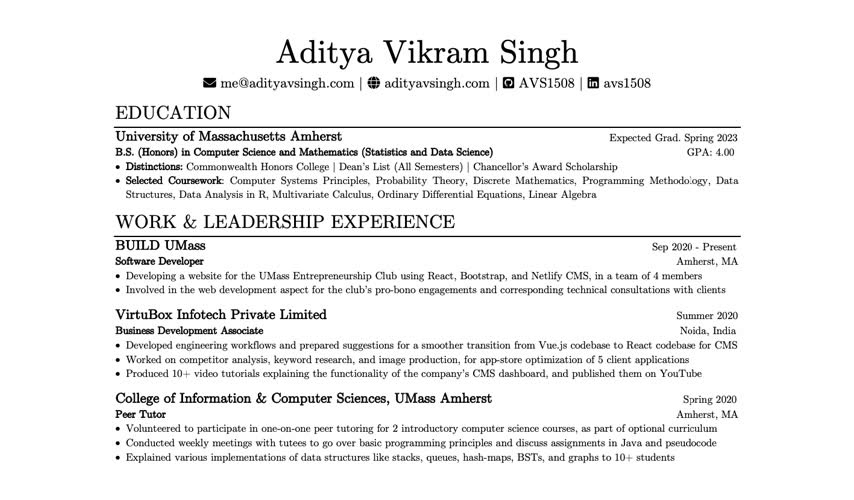 Aditya Vikram Singh
me@adityavsingh.com | adityavsingh.com | AVS1508 | avs1508
EDUCATION
University of Massachusetts Amherst Expected Grad. Spring 2023
B.S. (Honors) in Computer Science and Mathematics (Statistics and Data Science) GPA: 4.00
• Distinctions: Commonwealth Honors College | Dean's List (All Semesters) | Chancellor's Award Scholarship
• Selected Coursework: Computer Systems Principles, Probability Theory, Discrete Mathematics, Programming Methodology, Data
Structures, Data Analysis in R, Multivariate Calculus, Ordinary Differential Equations, Linear Algebra
WORK & LEADERSHIP EXPERIENCE
BUILD UMass Sep 2020 - Present
Software Developer Amherst, MA
• Developing a website for the UMass Entrepreneurship Club using React, Bootstrap, and Netlify CMS, in a team of 4 members
• Involved in the web development aspect for the club's pro-bono engagements and corresponding technical consultations with clients
VirtuBox Infotech Private Limited Summer 2020
Business Development Associate Noida, India
• Developed engineering workflows and prepared suggestions for a smoother transition from Vue.js codebase to React codebase for CMS
• Worked on competitor analysis, keyword research, and image production, for app-store optimization of 5 client applications
• Produced 10+ video tutorials explaining the functionality of the company's CMS dashboard, and published them on YouTube
College of Information & Computer Sciences, UMass Amherst Spring 2020
Peer Tutor Amherst, MA
• Volunteered to participate in one-on-one peer tutoring for 2 introductory computer science courses, as part of optional curriculum
• Conducted weekly meetings with tutees to go over basic programming principles and discuss assignments in Java and pseudocode
• Explained various implementations of data structures like stacks, queues, hash-maps, BSTs, and graphs to 10+ students